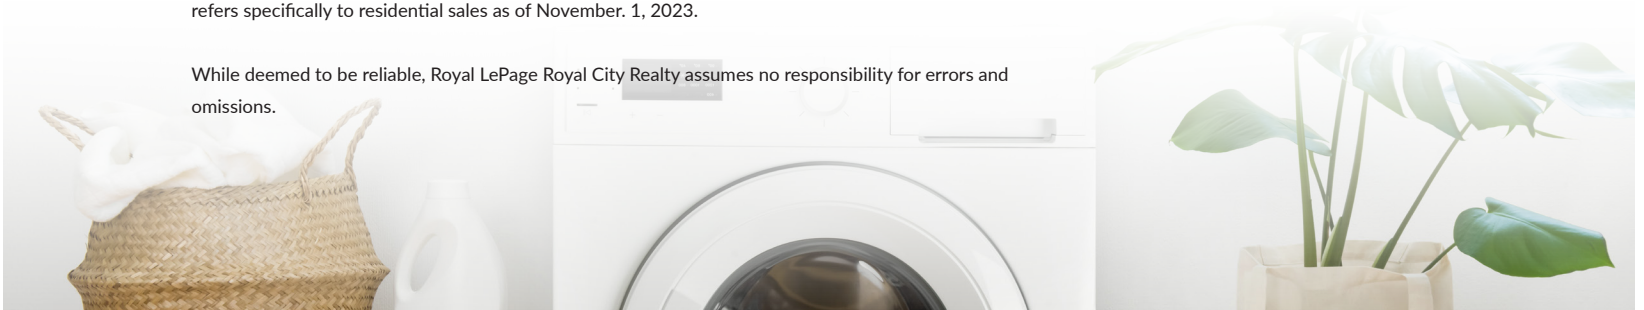 refers specifically to residential sales as of November. 1, 2023.
While deemed to be reliable, Royal LePage Royal City Realty assumes no responsibility for errors and
omissions.